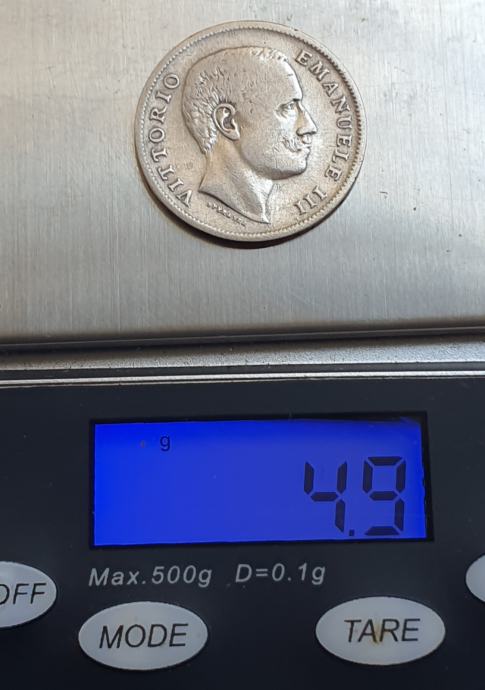 VITTORIO EMANUELE III
g
4.9
Max.500g D=0.1g
OFF
MODE
TARE